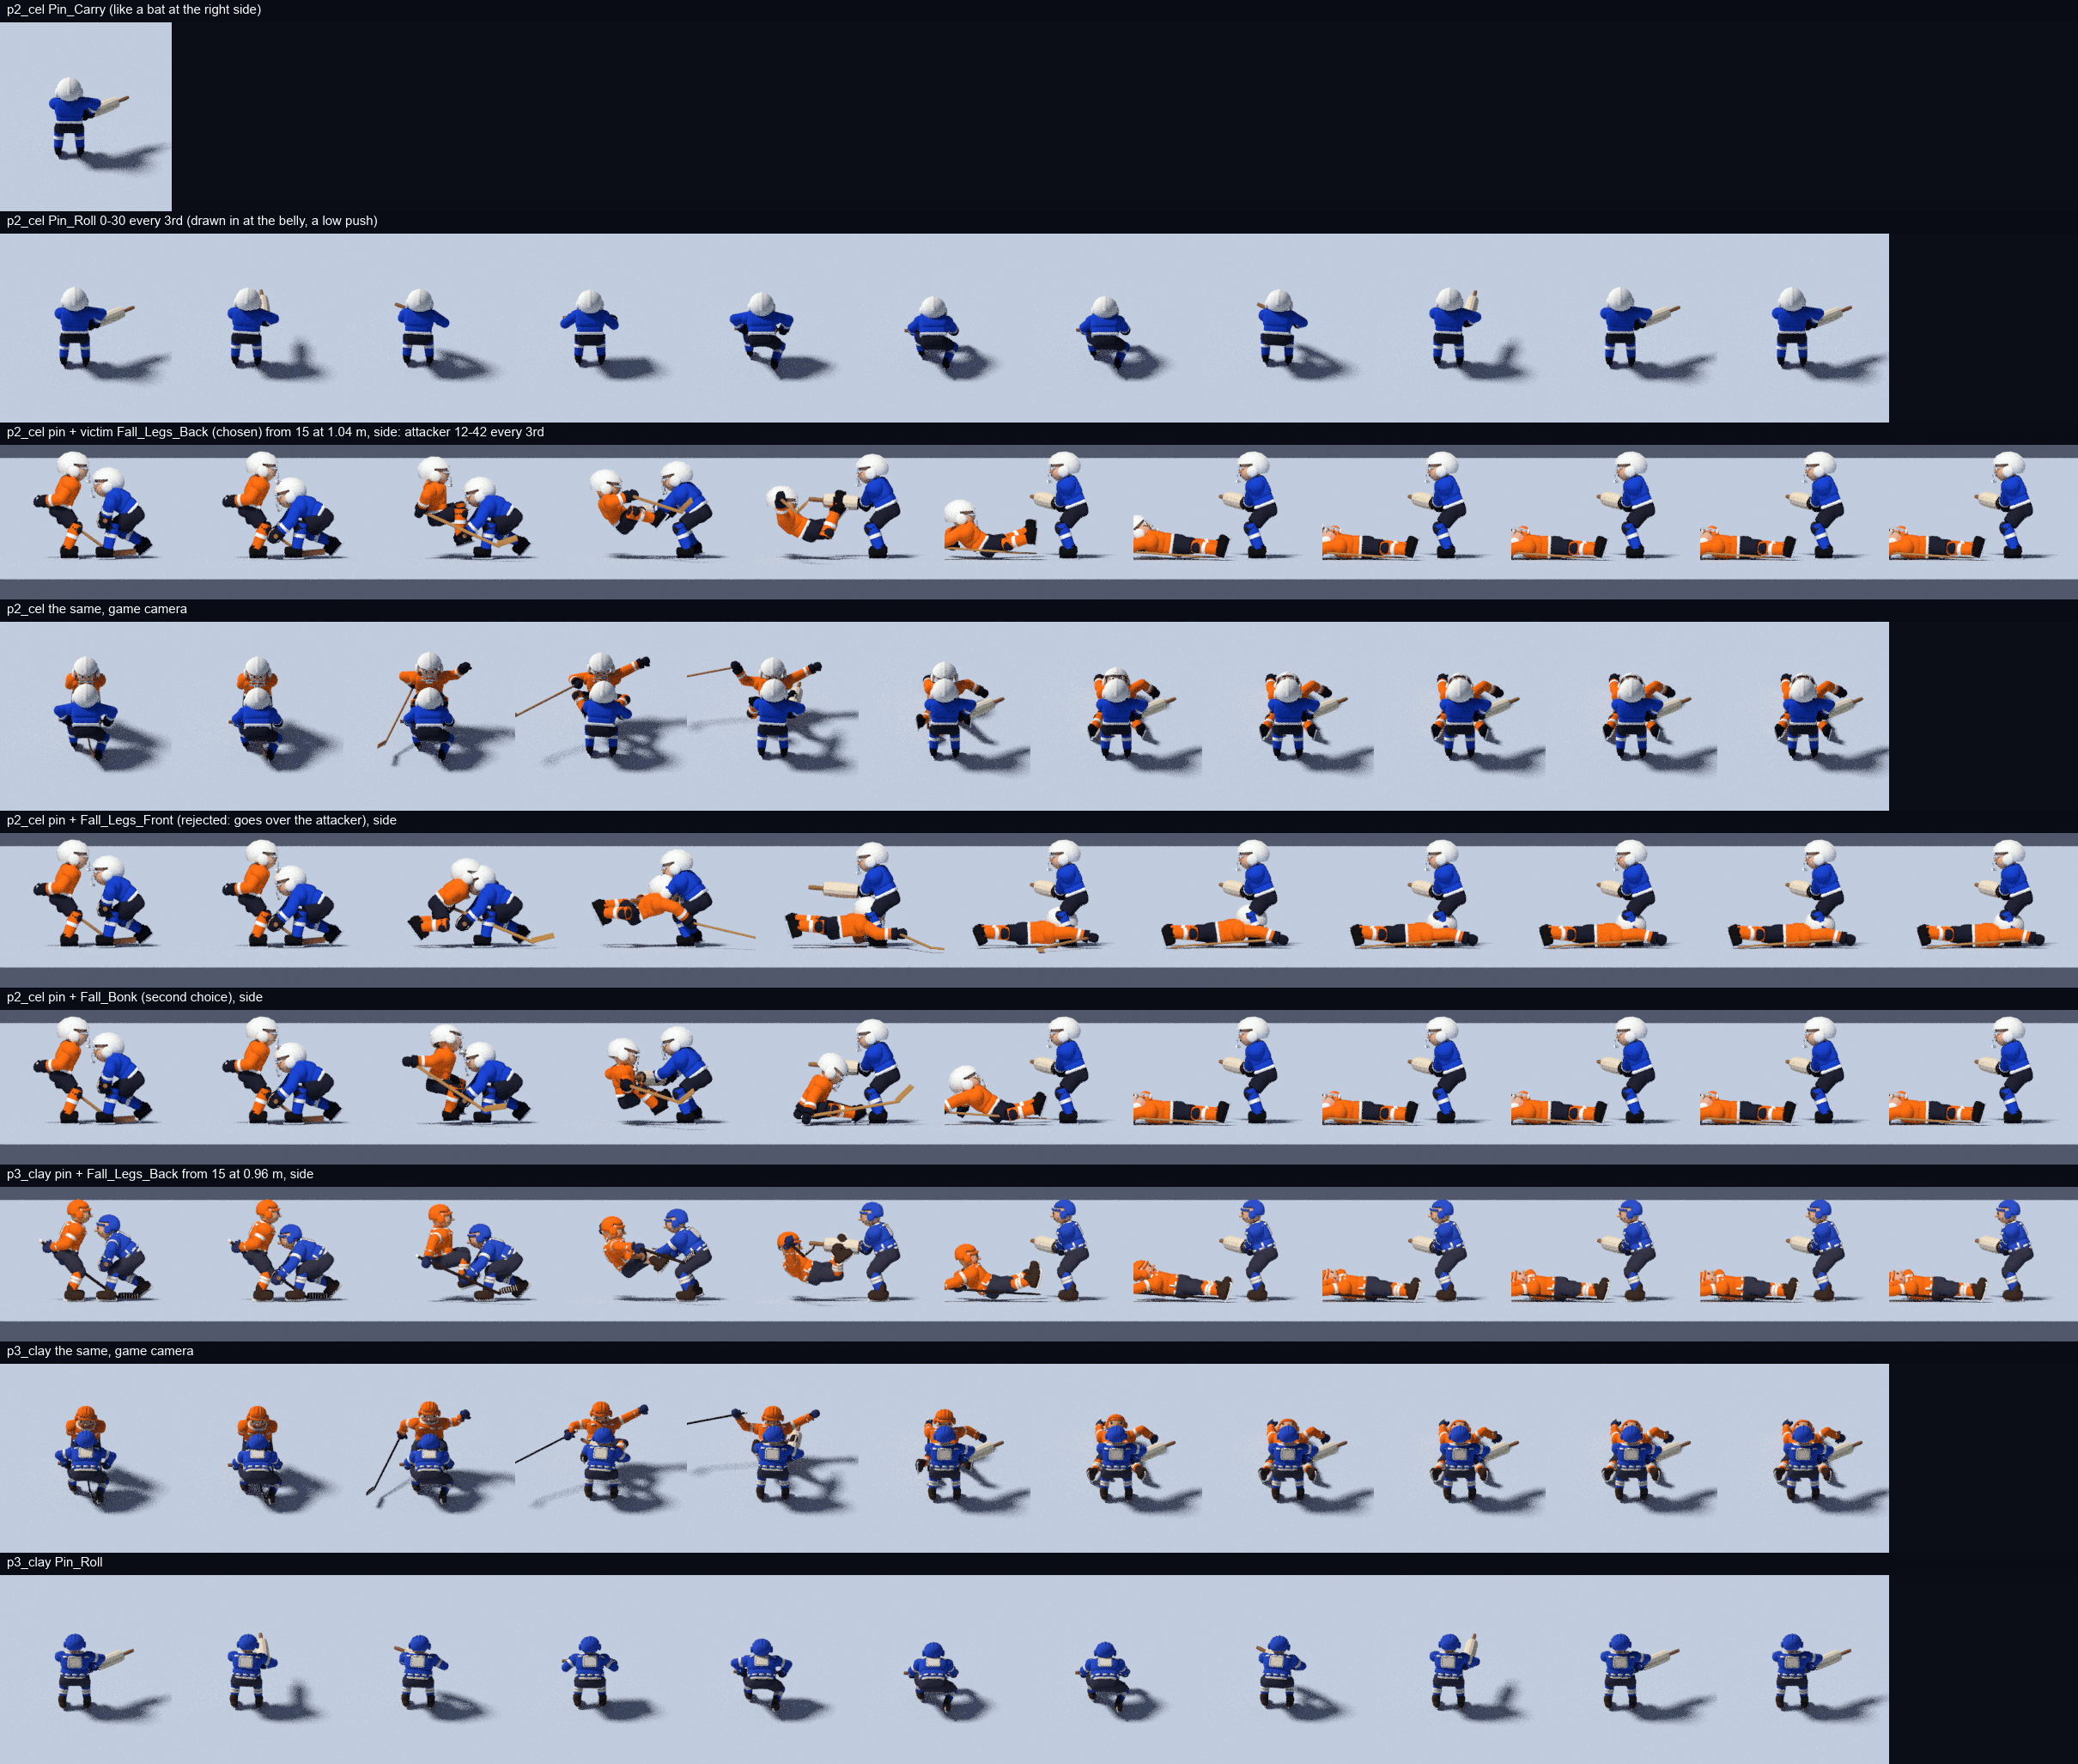 p2_cel Pin_Carry (like a bat at the right side)
p2_cel Pin_Roll 0-30 every 3rd (drawn in at the belly, a low push)
p2_cel pin + victim Fall_Legs_Back (chosen) from 15 at 1.04 m, side: attacker 12-42 every 3rd
p2_cel the same, game camera
p2_cel pin + Fall_Legs_Front (rejected: goes over the attacker), side
p2_cel pin + Fall_Bonk (second choice), side
p3_clay pin + Fall_Legs_Back from 15 at 0.96 m, side
p3_clay the same, game camera
p3_clay Pin_Roll